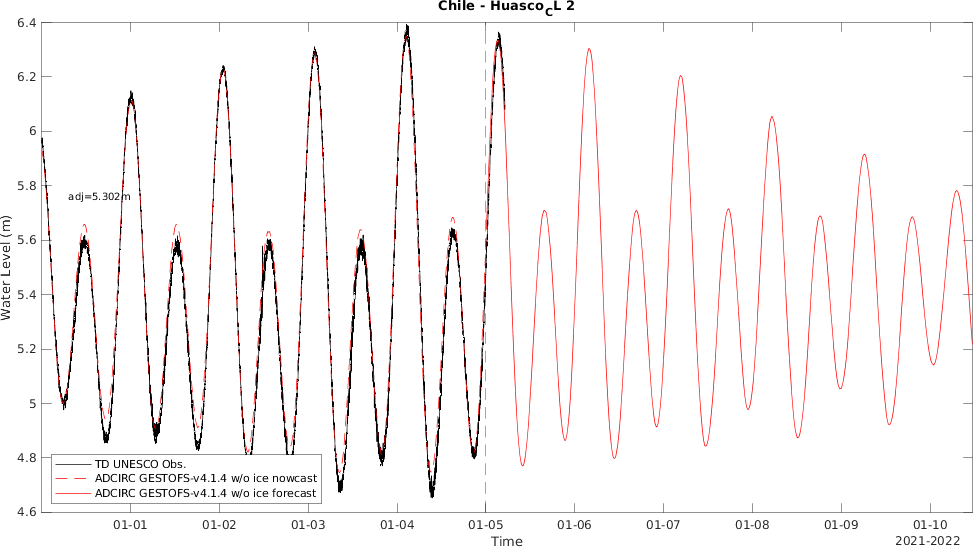 Chile - Huasco_CL 2
6.4
6.2
6
5.8
5.6
5.4
5.2
5
4.8
4.6
Water Level (m)
adj=5.302m
TD UNESCO Obs.
ADCIRC GESTOFS-v4.1.4 w/o ice nowcast
ADCIRC GESTOFS-v4.1.4 w/o ice forecast
01-01 01-02 01-03 01-04 01-05 01-06 01-07 01-08 01-09 01-10
Time
2021-2022